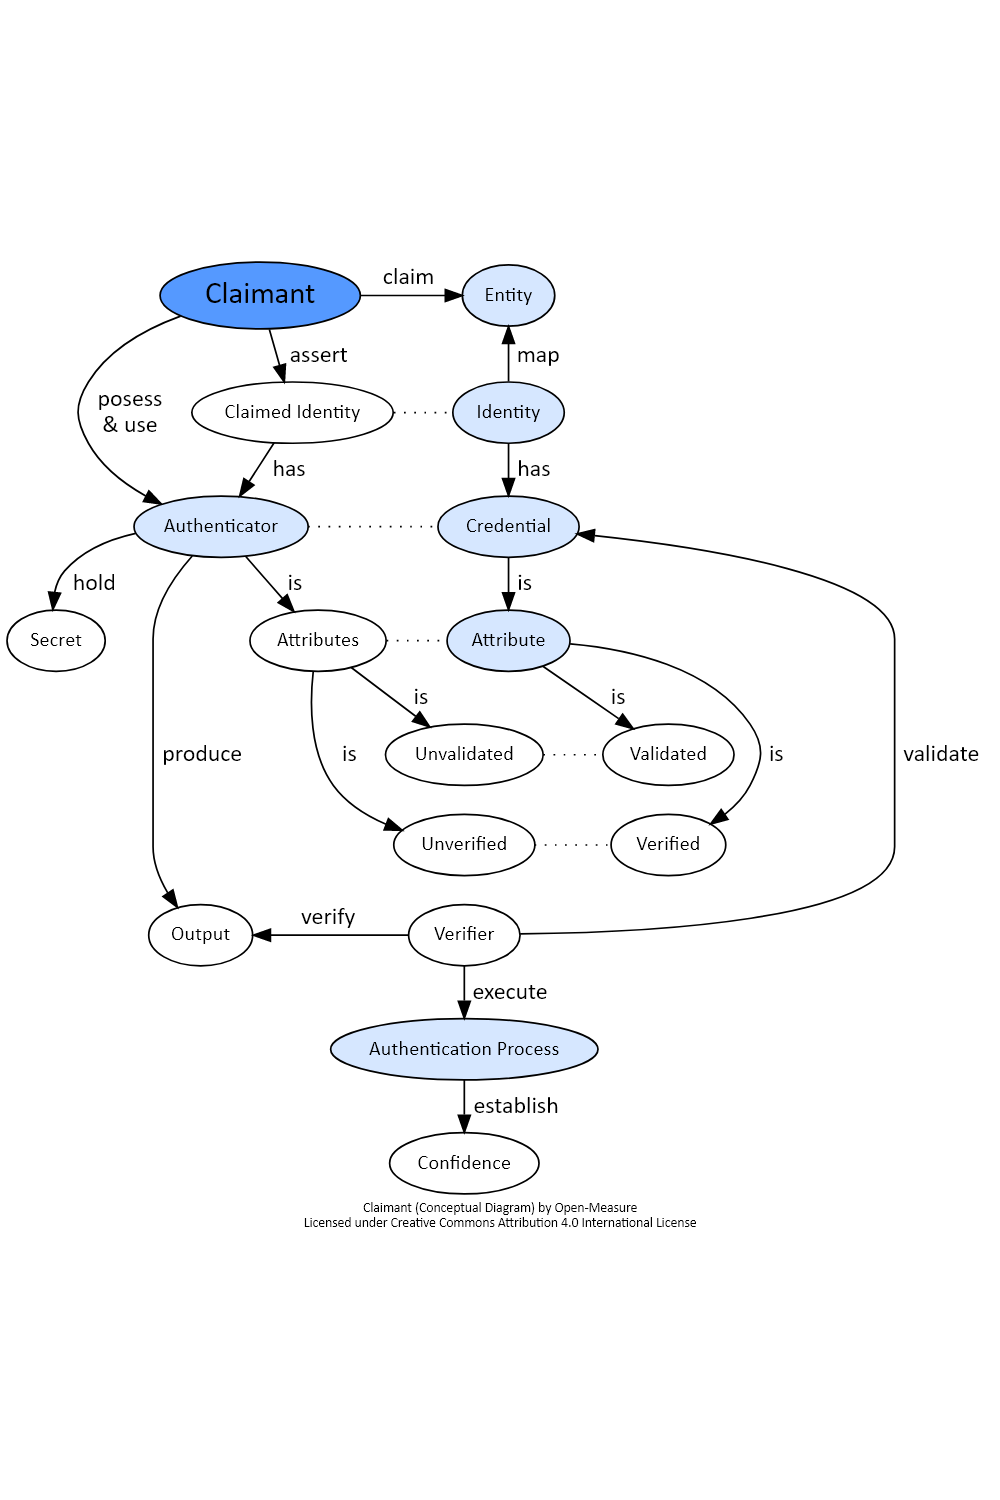 Claimant
claim
Entity
assert
map
posess
& use
Claimed Identity
Identity
has
has
Authenticator
Credential
hold
is
is
Secret
Attributes
Attribute
is
is
produce
is
Unvalidated
Validated
is
validate
Unverified
Verified
verify
Output
Verifier
execute
Authentication Process
establish
Confidence
Claimant (Conceptual Diagram) by Open-Measure
Licensed under Creative Commons Attribution 4.0 International License